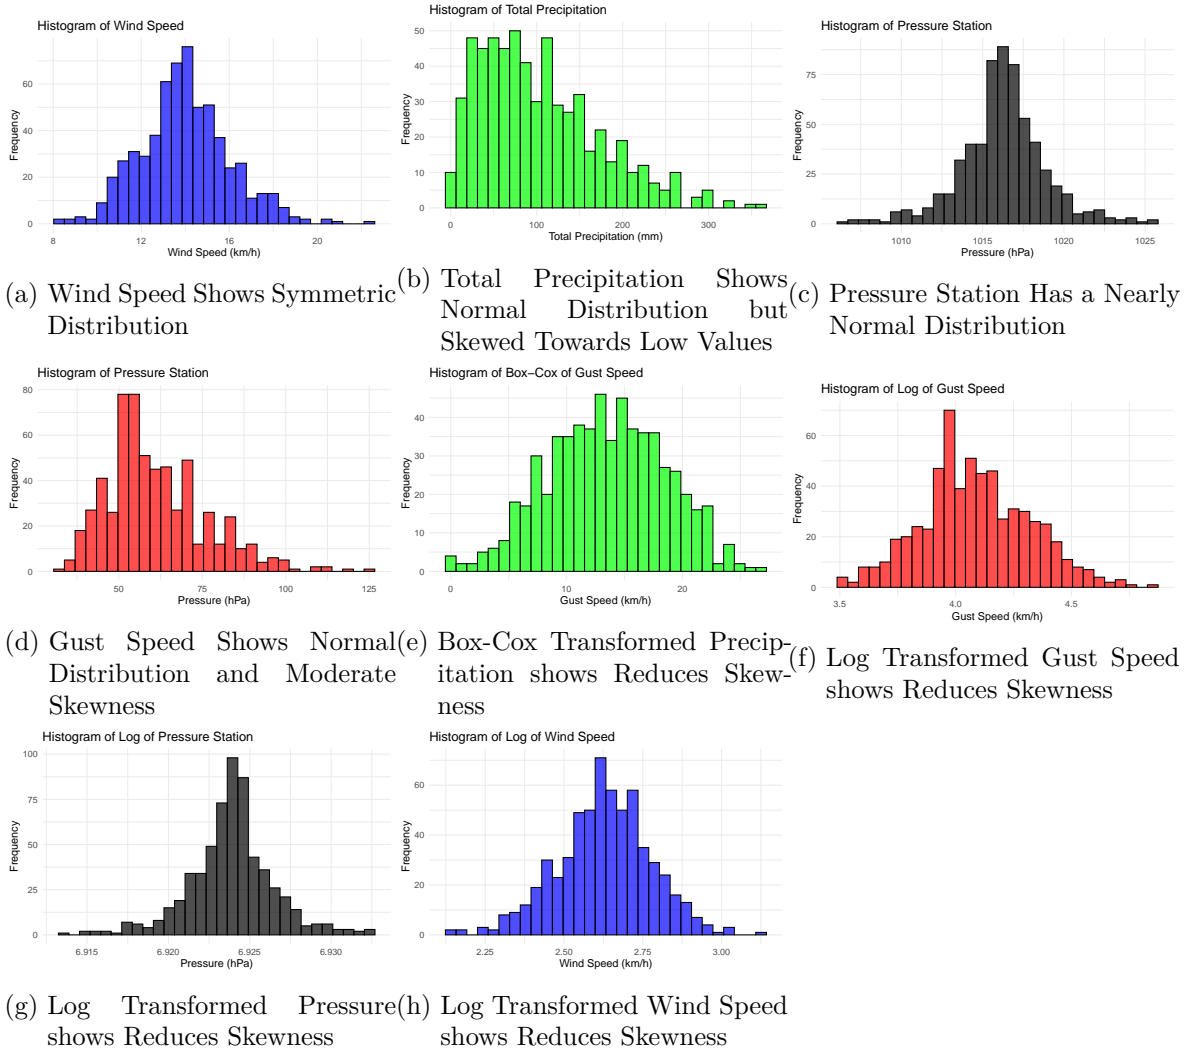 Histogram of Wind Speed
Frequency
60
40
20
0
8 12 16 20
Wind Speed (km/h)
(a) Wind Speed Shows Symmetric
Distribution
Histogram of Total Precipitation
Frequency
50
40
30
20
10
0
0 100 200 300
Total Precipitation (mm)
(b) Total Precipitation Shows
Normal Distribution but
Skewed Towards Low Values
Histogram of Pressure Station
Frequency
75
50
25
0
1010 1015 1020 1025
Pressure (hPa)
(c) Pressure Station Has a Nearly
Normal Distribution
Histogram of Pressure Station
Frequency
80
60
40
20
0
50 75 100 125
Pressure (hPa)
(d) Gust Speed Shows Normal
Distribution and Moderate
Skewness
Histogram of Box−Cox of Gust Speed
Frequency
40
30
20
10
0
0 10 20
Gust Speed (km/h)
(e) Box-Cox Transformed Precip-
itation shows Reduces Skew-
ness
Histogram of Log of Gust Speed
Frequency
60
40
20
0
3.5 4.0 4.5
Gust Speed (km/h)
(f) Log Transformed Gust Speed
shows Reduces Skewness
Histogram of Log of Pressure Station
Frequency
100
75
50
25
0
6.915 6.920 6.925 6.930
Pressure (hPa)
(g) Log Transformed Pressure
shows Reduces Skewness
Histogram of Log of Wind Speed
Frequency
60
40
20
0
2.25 2.50 2.75 3.00
Wind Speed (km/h)
(h) Log Transformed Wind Speed
shows Reduces Skewness